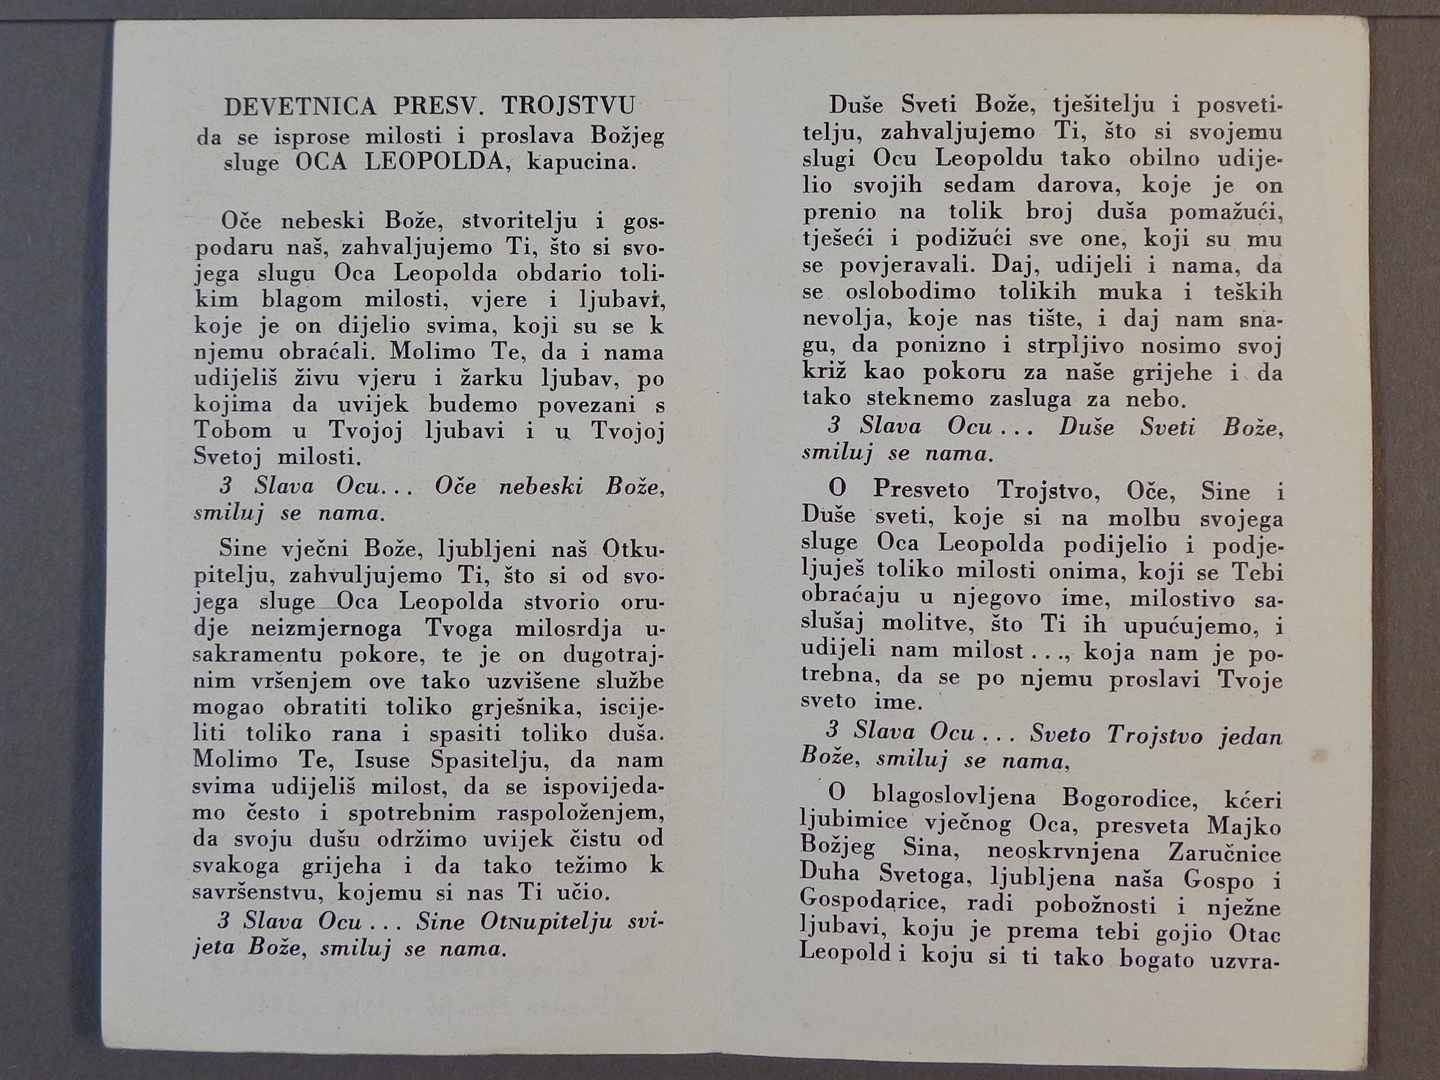 DEVETNICA PRESV. TROJSTVU
da se isprose milosti i proslava Božjeg
sluge OCA LEOPOLDA, kapucina.
Oče nebeski Bože, stvoritelju i gos-
podaru naš, zahvaljujemo Ti, što si svo-
jega slugu Oca Leopolda obdario toli-
kim blagom milosti, vjere i ljubavi,
koje je on dijelio svima, koji su se k
njemu obraćali. Molimo Te, da i nama
udijeliš živu vjeru i žarku ljubav, po
kojima da uvijek budemo povezani s
Tobom u Tvojoj ljubavi i u Tvojoj
Svetoj milosti.
3 Slava Ocu... Oče nebeski Bože,
smiluj se nama.
Sine vječni Bože, ljubljeni naš Otku-
pitelju, zahvuljujemo Ti, što si od svo-
jega sluge Oca Leopolda stvorio oru-
dje neizmjernoga Tvoga milosrdja u-
sakramentu pokore, te je on dugotraj-
nim vršenjem ove tako uzvišene službe
mogao obratiti toliko grješnika, iscije-
liti toliko rana i spasiti toliko duša.
Molimo Te, Isuse Spasitelju, da nam
svima udijeliš milost, da se ispovijeda-
mo često i spotrebnim raspoloženjem,
da svoju dušu održimo uvijek čistu od
svakoga grijeha i da tako težimo k
savršenstvu, kojemu si nas Ti učio.
3 Slava Ocu... Sine OtNupitelju svi-
jeta Bože, smiluj se nama.
Duše Sveti Bože, tješitelju i posveti-
telju, zahvaljujemo Ti, što si svojemu
slugi Ocu Leopoldu tako obilno udije-
lio svojih sedam darova, koje je on
prenio na tolik broj duša pomažući,
tješeći i podižući sve one, koji su mu
se povjeravali. Daj, udijeli i nama, da
se oslobodimo tolikih muka i teških
nevolja, koje nas tište, i daj nam sna-
gu, da ponizno i strpljivo nosimo svoj
križ kao pokoru za naše grijehe i da
tako steknemo zasluga za nebo.
3 Slava Ocu... Duše Sveti Bože,
smiluj se nama.
O Presveto Trojstvo, Oče, Sine i
Duše sveti, koje si na molbu svojega
sluge Oca Leopolda podijelio i podje-
ljuješ toliko milosti onima, koji se Tebi
obraćaju u njegovo ime, milostivo sa-
slušaj molitve, što Ti ih upućujemo, i
udijeli nam milost..., koja nam je po-
trebna, da se po njemu proslavi Tvoje
sveto ime.
3 Slava Ocu... Sveto Trojstvo jedan
Bože, smiluj se nama,
O blagoslovljena Bogorodice, kćeri
ljubimice vječnog Oca, presveta Majko
Božjeg Sina, neoskrvnjena Zaručnice
Duha Svetoga, ljubljena naša Gospo i
Gospodarice, radi pobožnosti i nježne
ljubavi, koju je prema tebi gojio Otac
Leopold i koju si ti tako bogato uzvra-